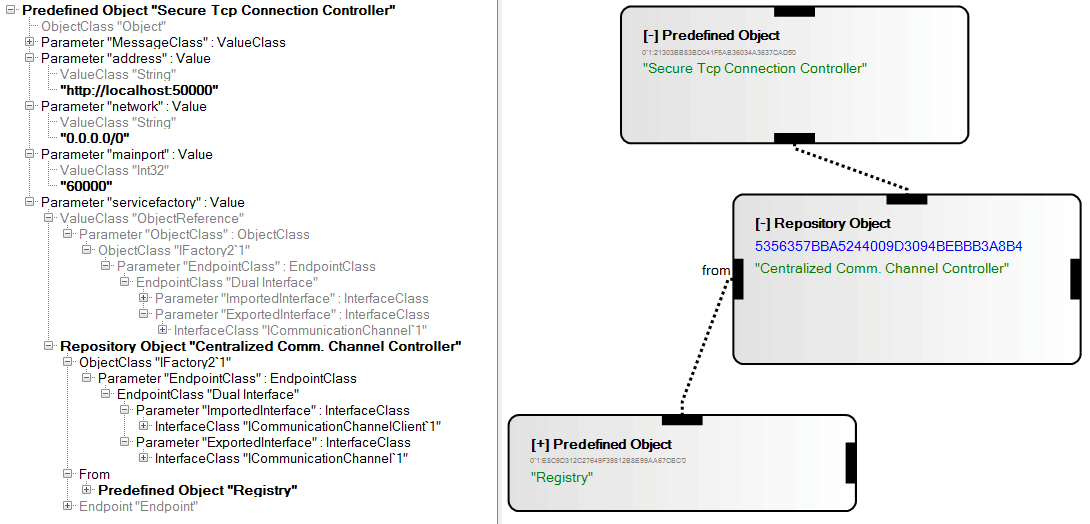 Predefined Object "Secure Tcp Connection Controller"
ObjectClass "Object"
Parameter "MessageClass" : ValueClass
Parameter "address" : Value
ValueClass "String"
"http://localhost:50000"
Parameter "network" : Value
ValueClass "String"
"0.0.0.0/0"
Parameter "mainport" : Value
ValueClass "Int32"
"60000"
Parameter "servicefactory" : Value
ValueClass "ObjectReference"
Parameter "ObjectClass" : ObjectClass
ObjectClass "IFactory2`1"
Parameter "EndpointClass" : EndpointClass
EndpointClass "Dual Interface"
Parameter "ImportedInterface" : InterfaceClass
Parameter "ExportedInterface" : InterfaceClass
InterfaceClass "ICommunicationChannel`1"
Repository Object "Centralized Comm. Channel Controller"
ObjectClass "IFactory2`1"
Parameter "EndpointClass" : EndpointClass
EndpointClass "Dual Interface"
Parameter "ImportedInterface" : InterfaceClass
InterfaceClass "ICommunicationChannelClient`1"
Parameter "ExportedInterface" : InterfaceClass
InterfaceClass "ICommunicationChannel`1"
From
Predefined Object "Registry"
Endpoint "Endpoint"
[-] Predefined Object
"Secure Tcp Connection Controller"
[-] Repository Object
5356357BBA5244009D3094BEBBB3A8B4
"Centralized Comm. Channel Controller"
from
[+] Predefined Object
"Registry"